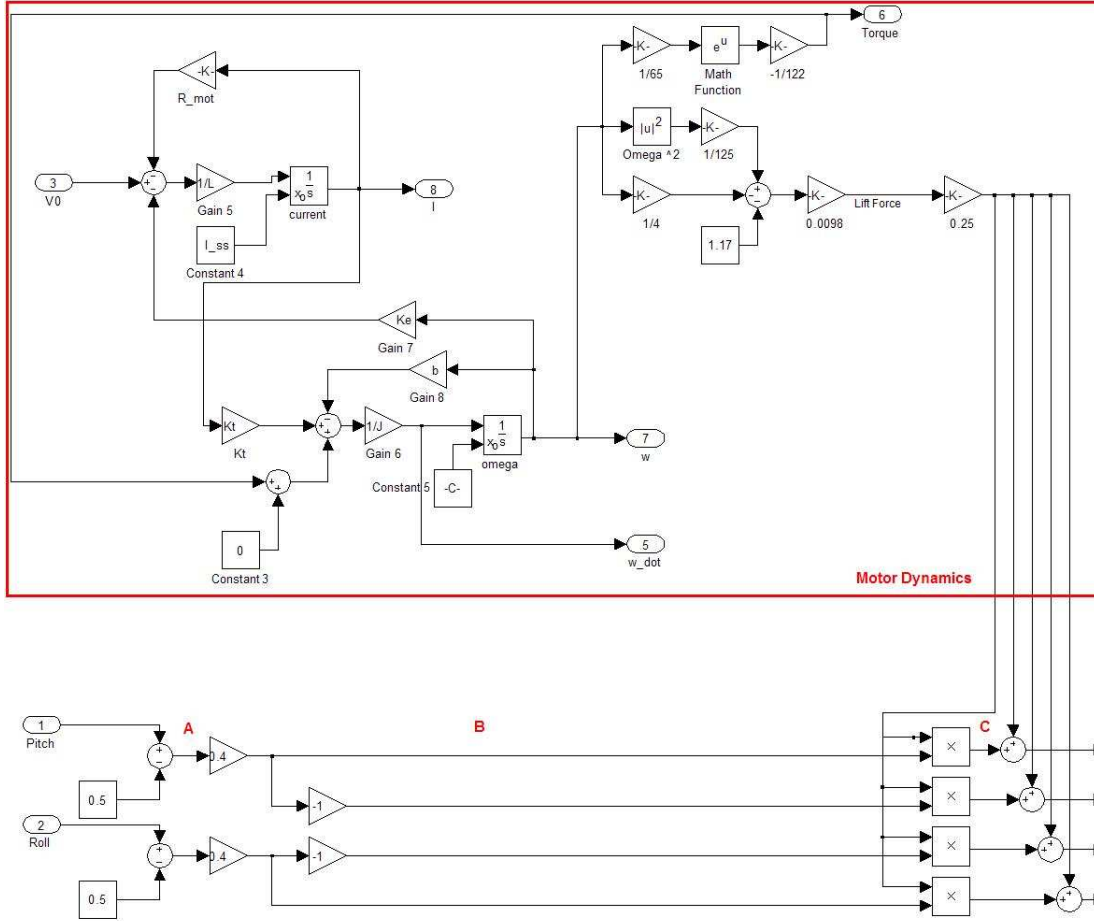 6
Torque
-K-
1/65
e^u
Math
Function
-K-
-1/122
-K-
R_mot
|u|^2
Omega ^2
-K-
1/125
3
V0
+ − −
1/L
Gain 5
1
s
xo
current
8
I
I_ss
Constant 4
-K-
1/4
+ − −
1.17
-K-
0.0098
Lift Force
-K-
0.25
Ke
Gain 7
b
Gain 8
Kt
Kt
− + +
1/J
Gain 6
1
s
xo
omega
7
w
+ +
Constant 5
-C-
0
Constant 3
5
w_dot
Motor Dynamics
1
Pitch
A
B
C
+ −
0.4
×
+ +
0.5
-1
×
+ +
2
Roll
+ −
0.4
-1
×
+ +
0.5
×
+ +